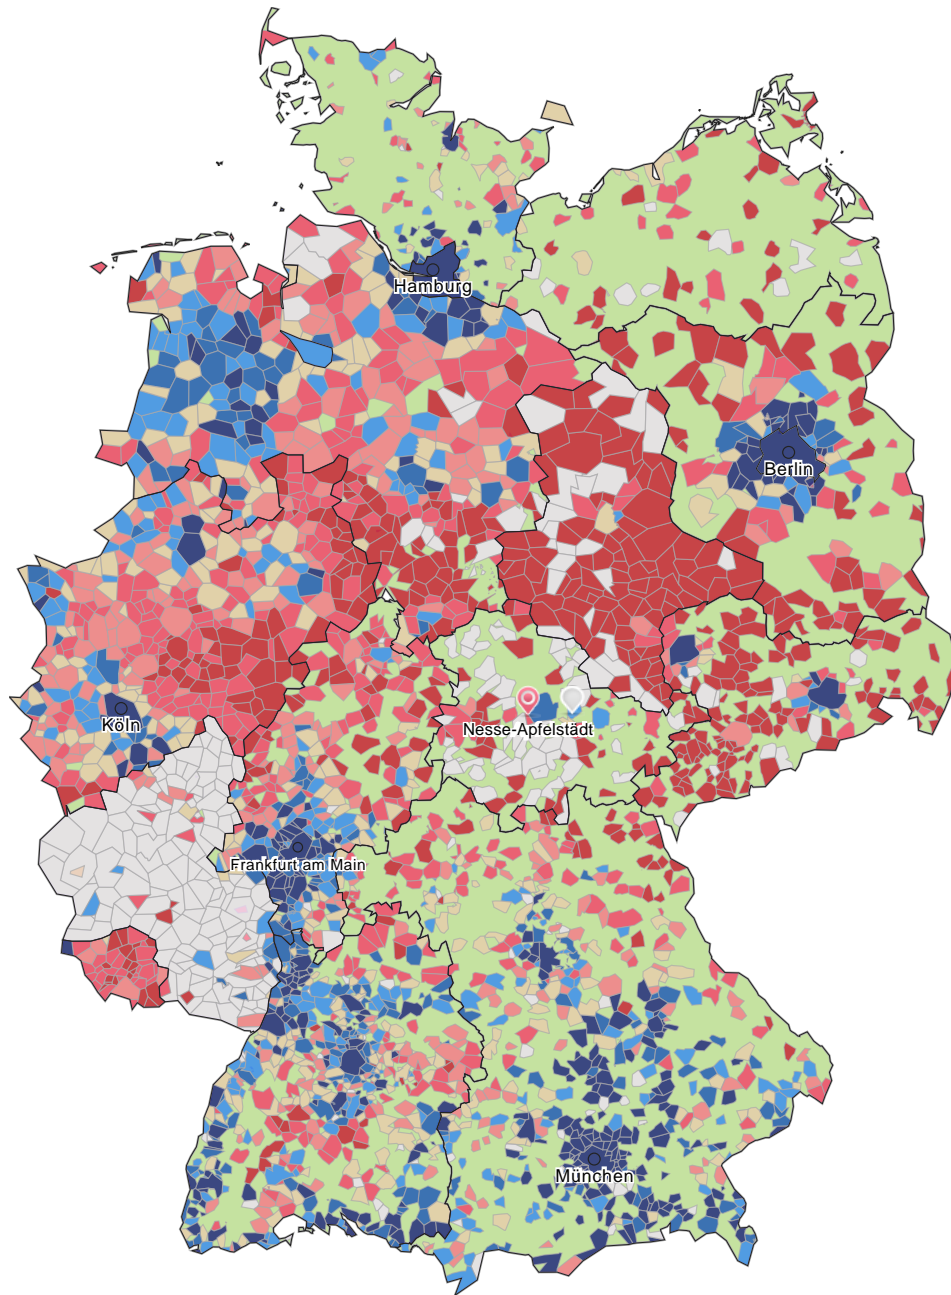 Hamburg
Berlin
Köln
Nesse-Apfelstädt
Frankfurt am Main
München